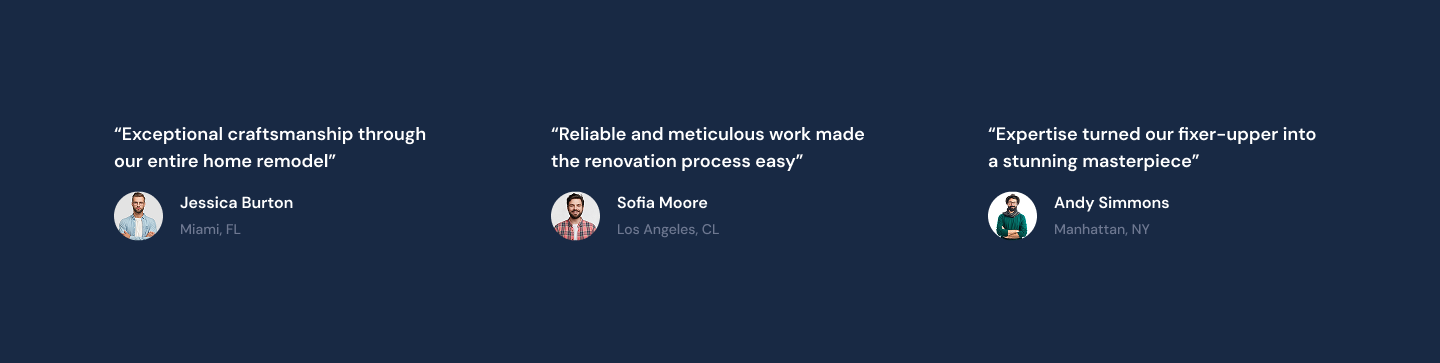 “Exceptional craftsmanship through
our entire home remodel”
Jessica Burton
Miami, FL
“Reliable and meticulous work made
the renovation process easy”
Sofia Moore
Los Angeles, CL
“Expertise turned our fixer-upper into
a stunning masterpiece”
Andy Simmons
Manhattan, NY